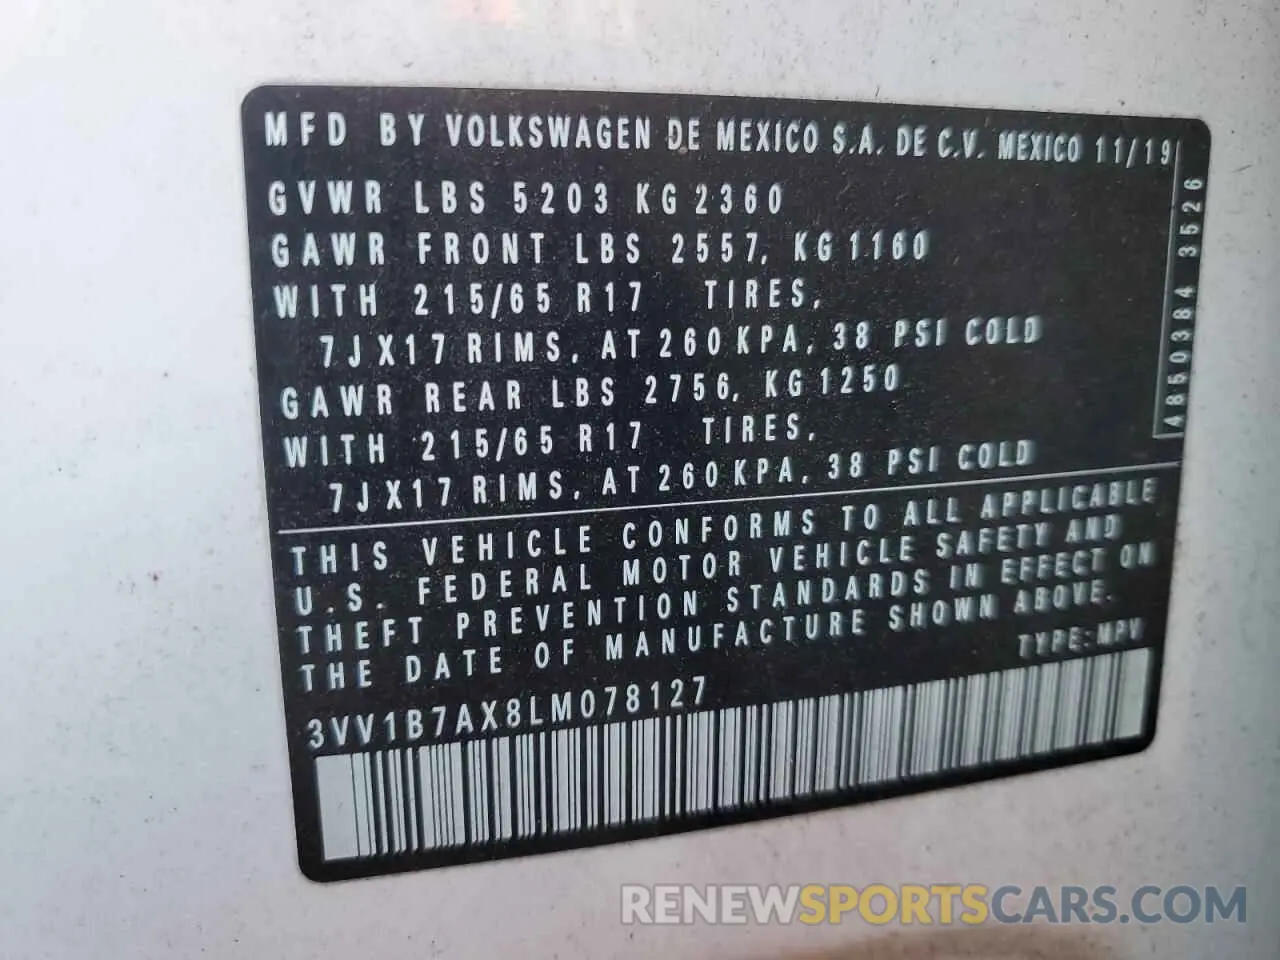 MFD BY VOLKSWAGEN DE MEXICO S.A. DE C.V. MEXICO 11/19
GVWR LBS 5203 KG 2360
GAWR FRONT LBS 2557, KG 1160
WITH 215/65 R17 TIRES,
7JX17 RIMS, AT 260 KPA, 38 PSI COLD
GAWR REAR LBS 2756, KG 1250
WITH 215/65 R17 TIRES,
7JX17 RIMS, AT 260 KPA, 38 PSI COLD
4850384 3526
THIS VEHICLE CONFORMS TO ALL APPLICABLE
U.S. FEDERAL MOTOR VEHICLE SAFETY AND
THEFT PREVENTION STANDARDS IN EFFECT ON
THE DATE OF MANUFACTURE SHOWN ABOVE.
TYPE: MPV
3VV1B7AX8LM078127
RENEWSPORTSCARS.COM